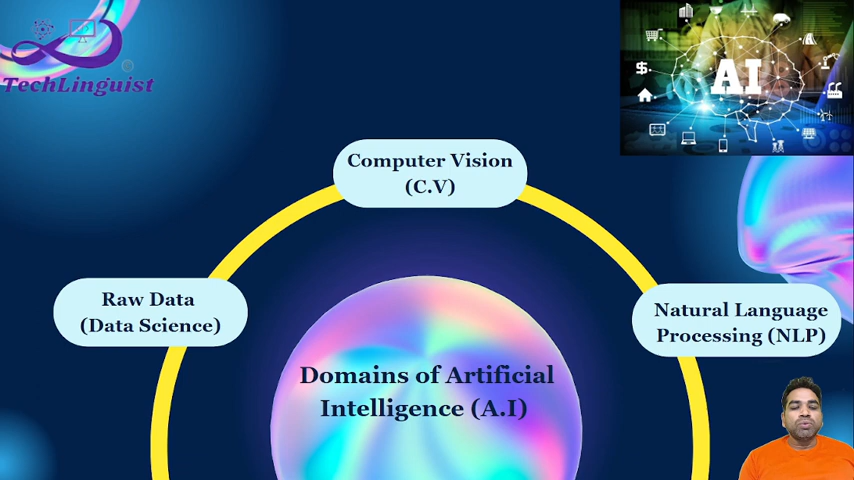 TechLinguist
AI
$
Computer Vision
(C.V)
Raw Data
(Data Science)
Natural Language
Processing (NLP)
Domains of Artificial
Intelligence (A.I)